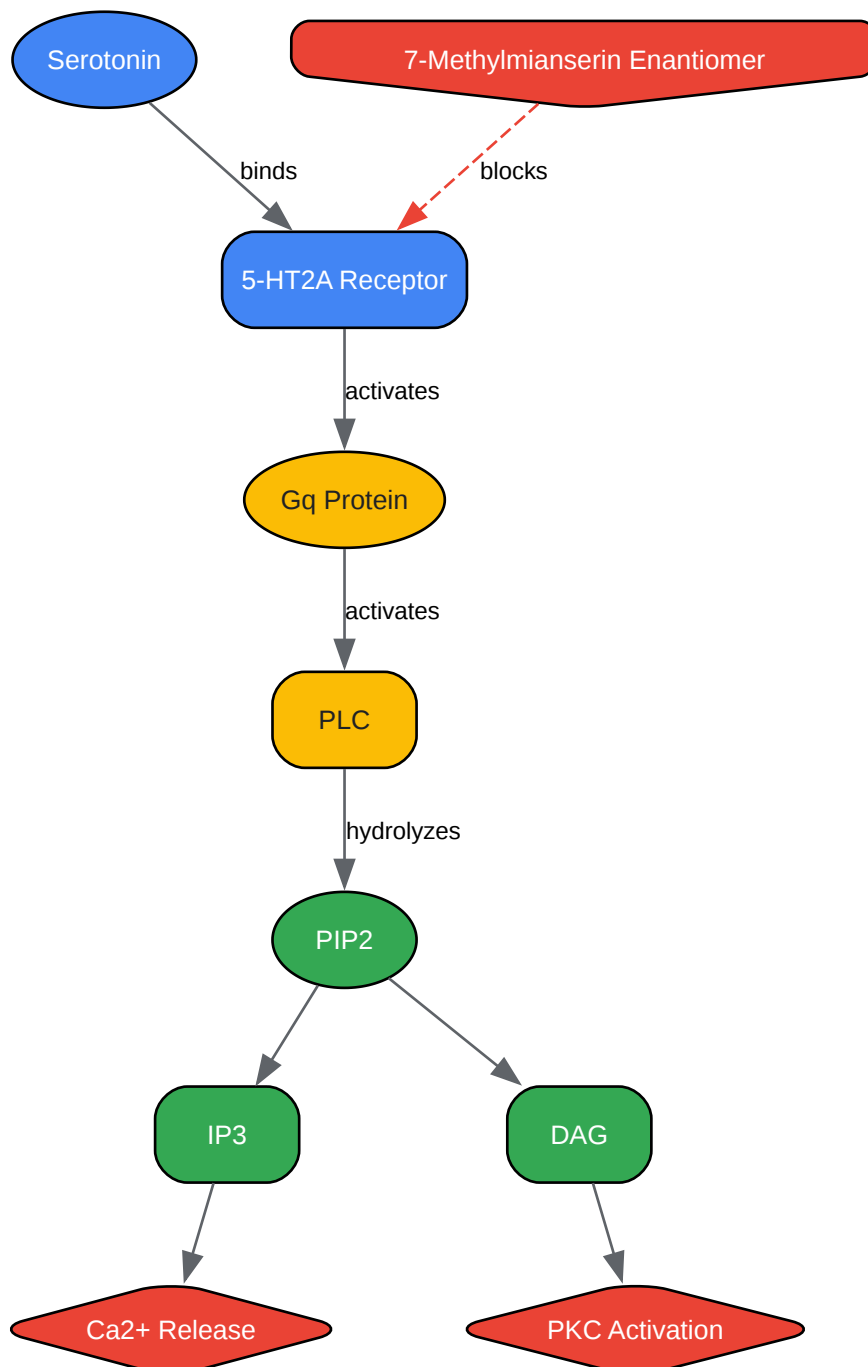 Serotonin
7-Methylmianserin Enantiomer
binds
blocks
5-HT2A Receptor
activates
Gq Protein
activates
PLC
hydrolyzes
PIP2
IP3
DAG
Ca2+ Release
PKC Activation